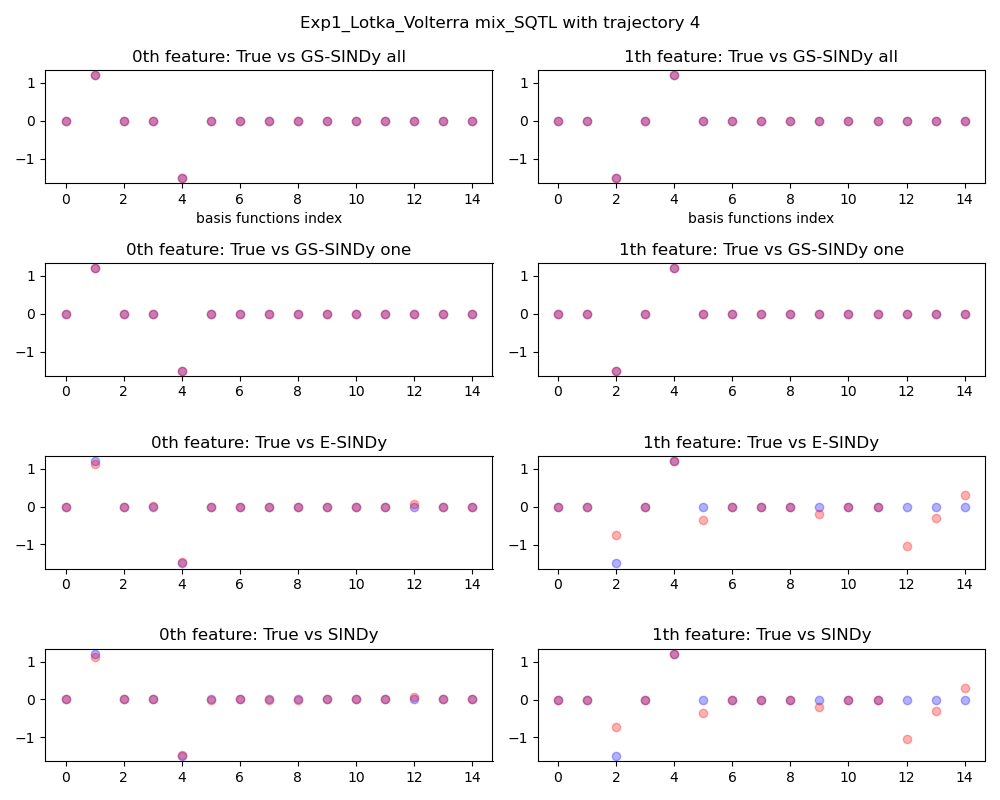 Exp1_Lotka_Volterra mix_SQTL with trajectory 4
0th feature: True vs GS-SINDy all
1
0
−1
0 2 4 6 8 10 12 14
basis functions index
1th feature: True vs GS-SINDy all
1
0
−1
0 2 4 6 8 10 12 14
basis functions index
0th feature: True vs GS-SINDy one
1
0
−1
0 2 4 6 8 10 12 14
1th feature: True vs GS-SINDy one
1
0
−1
0 2 4 6 8 10 12 14
0th feature: True vs E-SINDy
1
0
−1
0 2 4 6 8 10 12 14
1th feature: True vs E-SINDy
1
0
−1
0 2 4 6 8 10 12 14
0th feature: True vs SINDy
1
0
−1
0 2 4 6 8 10 12 14
1th feature: True vs SINDy
1
0
−1
0 2 4 6 8 10 12 14